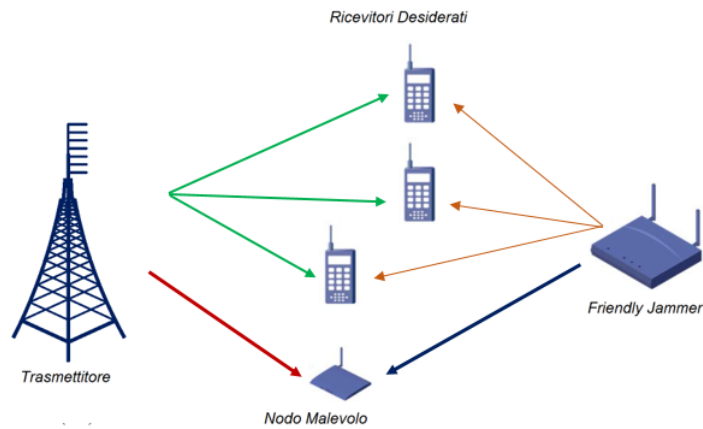 Ricevitori Desiderati
Friendly Jammer
Trasmettitore
Nodo Malevolo